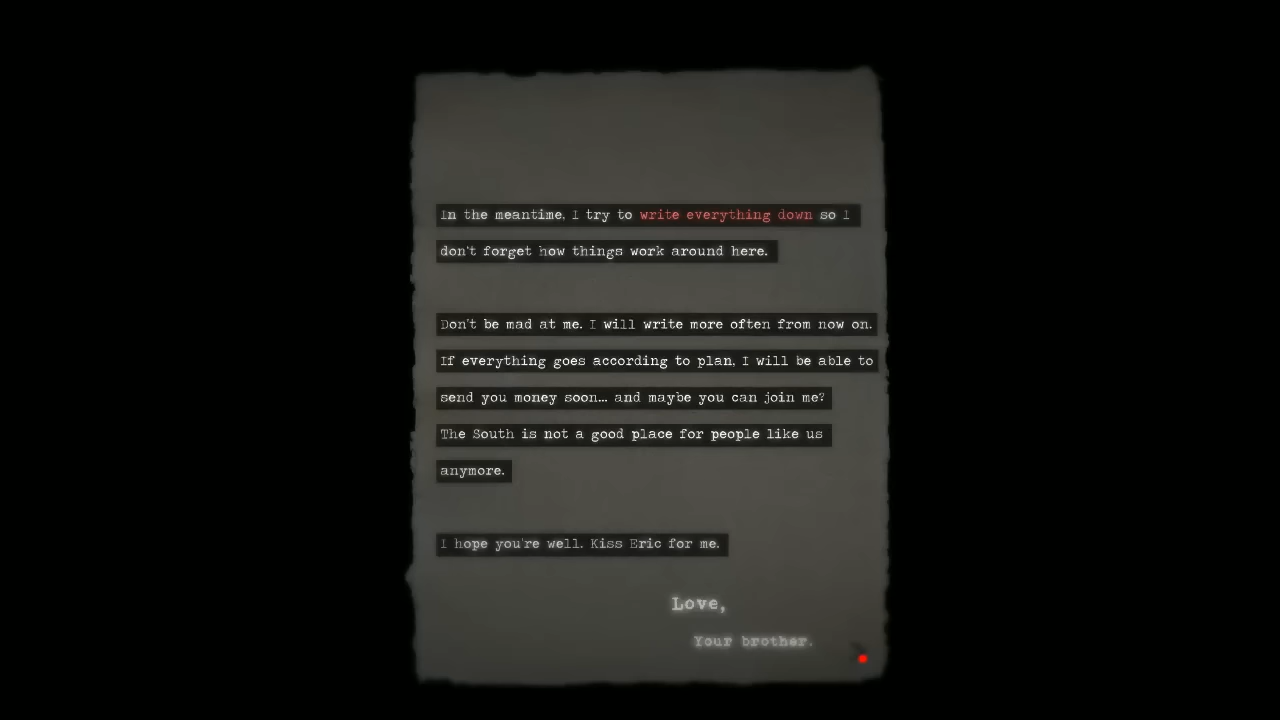 In the meantime, I try to write everything down so I
don't forget how things work around here.
Don't be mad at me. I will write more often from now on.
If everything goes according to plan, I will be able to
send you money soon... and maybe you can join me?
The South is not a good place for people like us
anymore.
I hope you're well. Kiss Eric for me.
Love,
Your brother.